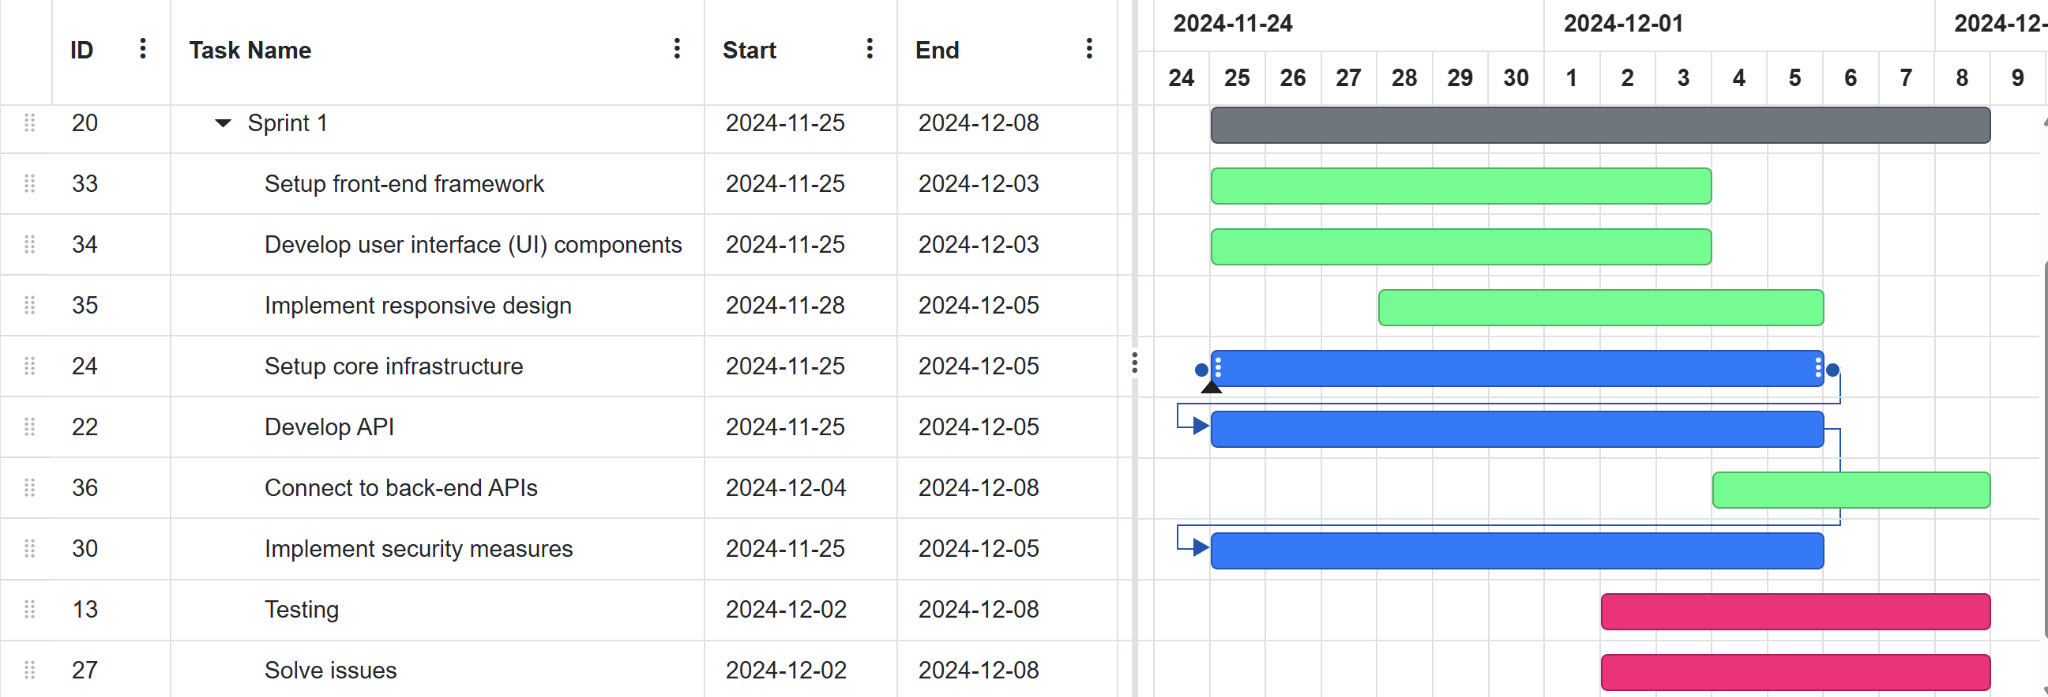 ID Task Name Start End 2024-11-24 2024-12-01 2024-12-
24 25 26 27 28 29 30 1 2 3 4 5 6 7 8 9
20 Sprint 1 2024-11-25 2024-12-08
33 Setup front-end framework 2024-11-25 2024-12-03
34 Develop user interface (UI) components 2024-11-25 2024-12-03
35 Implement responsive design 2024-11-28 2024-12-05
24 Setup core infrastructure 2024-11-25 2024-12-05
22 Develop API 2024-11-25 2024-12-05
36 Connect to back-end APIs 2024-12-04 2024-12-08
30 Implement security measures 2024-11-25 2024-12-05
13 Testing 2024-12-02 2024-12-08
27 Solve issues 2024-12-02 2024-12-08